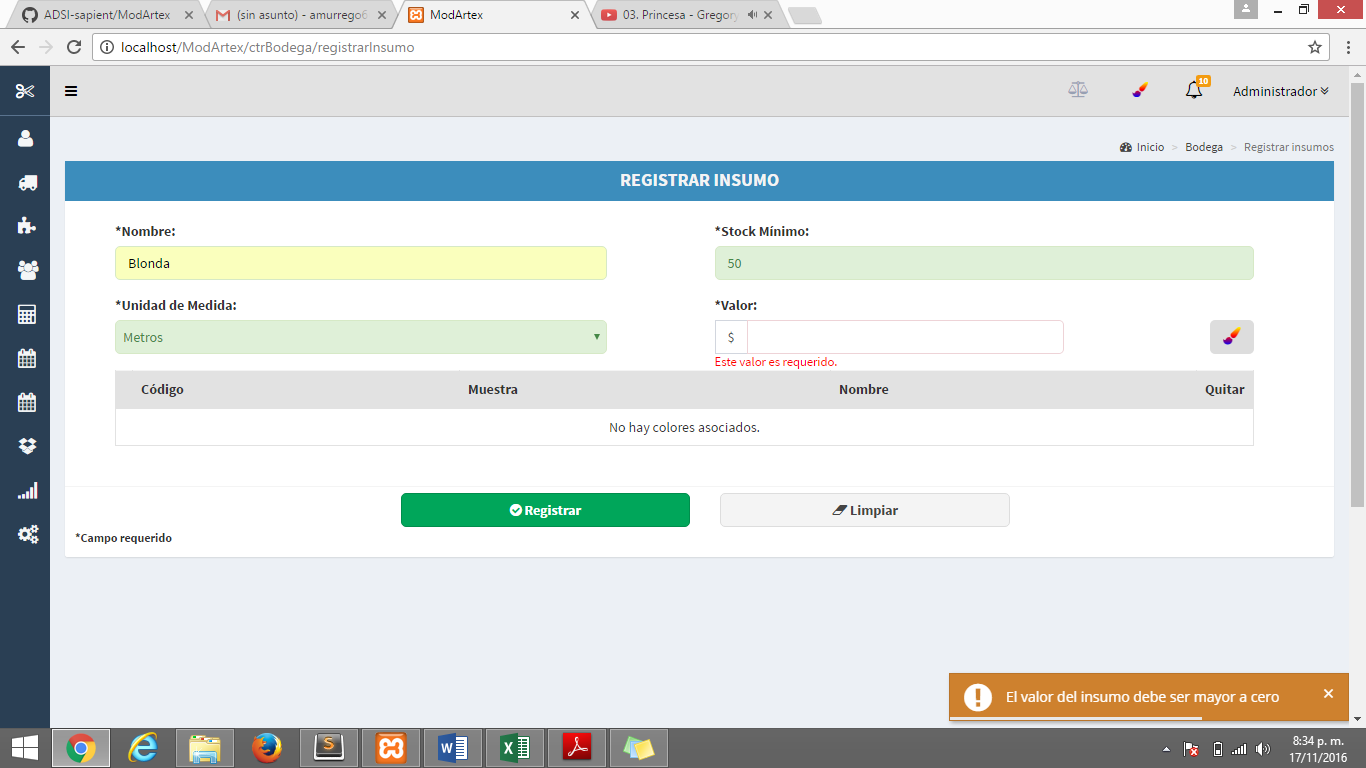 ADSI-sapient/ModArtex
(sin asunto) - amurrego6
ModArtex
03. Princesa - Gregory
localhost/ModArtex/ctrBodega/registrarInsumo
10
Administrador
Inicio > Bodega > Registrar insumos
REGISTRAR INSUMO
*Nombre:
*Stock Mínimo:
Blonda
50
*Unidad de Medida:
*Valor:
Metros
$
Este valor es requerido.
Código Muestra Nombre Quitar
No hay colores asociados.
Registrar
Limpiar
*Campo requerido
El valor del insumo debe ser mayor a cero
8:34 p. m.
17/11/2016